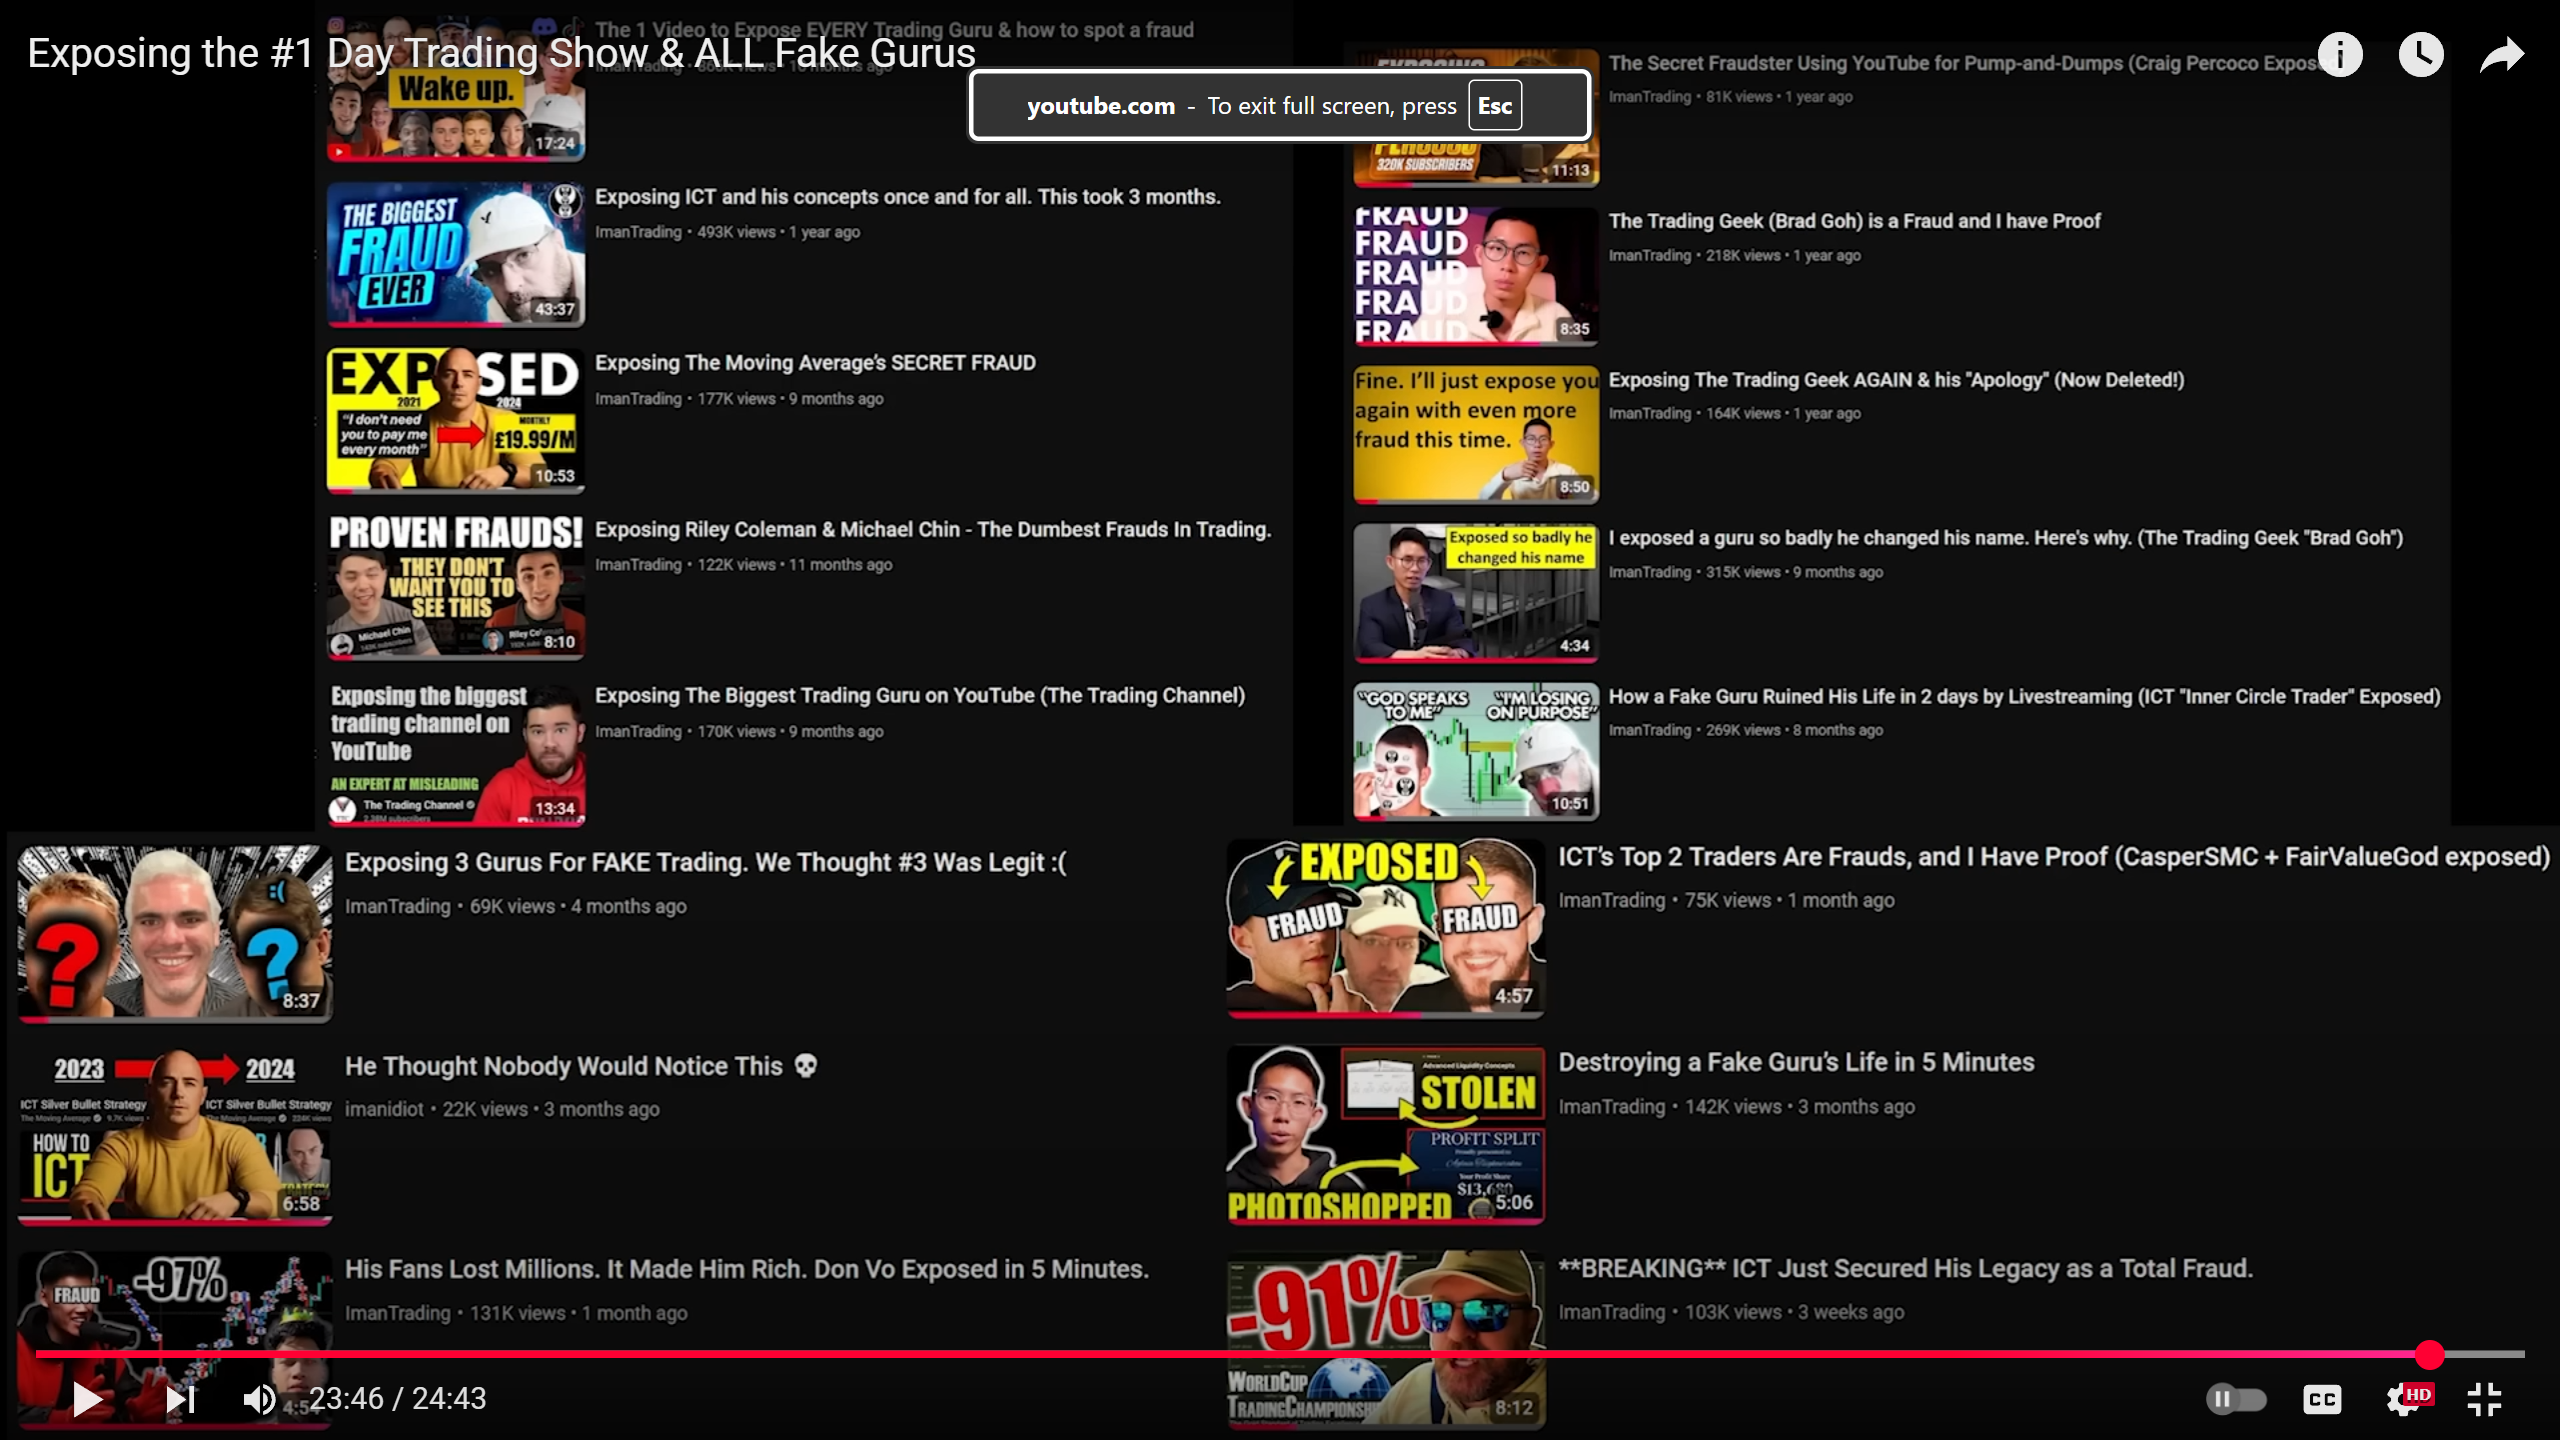 Exposing the #1 Day Trading Show & ALL Fake Gurus
youtube.com - To exit full screen, press Esc
The 1 Video to Expose EVERY Trading Guru & how to spot a fraud
ImanTrading
Wake up.
17:24
Exposing ICT and his concepts once and for all. This took 3 months.
ImanTrading • 493K views • 1 year ago
THE BIGGEST
FRAUD
EVER
43:37
Exposing The Moving Average’s SECRET FRAUD
ImanTrading • 177K views • 9 months ago
EXP SED
2021
2024
"I don't need
you to pay me
every month"
MONTHLY
£19.99/M
10:53
Exposing Riley Coleman & Michael Chin - The Dumbest Frauds In Trading.
ImanTrading • 122K views • 11 months ago
PROVEN FRAUDS!
THEY DON'T
WANT YOU TO
SEE THIS
Michael Chin
8:10
Exposing The Biggest Trading Guru on YouTube (The Trading Channel)
ImanTrading • 170K views • 9 months ago
Exposing the biggest
trading channel on
YouTube
AN EXPERT AT MISLEADING
The Trading Channel
13:34
The Secret Fraudster Using YouTube for Pump-and-Dumps (Craig Percoco
ImanTrading • 81K views • 1 year ago
320K SUBSCRIBERS
11:13
The Trading Geek (Brad Goh) is a Fraud and I have Proof
ImanTrading • 218K views • 1 year ago
FRAUD
FRAUD
FRAUD
FRAUD
FRAUD
8:35
Exposing The Trading Geek AGAIN & his "Apology" (Now Deleted!)
ImanTrading • 164K views • 1 year ago
Fine. I’ll just expose you
again with even more
fraud this time.
8:50
I exposed a guru so badly he changed his name. Here's why. (The Trading Geek "Brad Goh")
ImanTrading • 315K views • 9 months ago
Exposed so badly he
changed his name
4:34
How a Fake Guru Ruined His Life in 2 days by Livestreaming (ICT "Inner Circle Trader" Exposed)
ImanTrading • 269K views • 8 months ago
"GOD SPEAKS
TO ME"
"I'M LOSING
ON PURPOSE"
10:51
Exposing 3 Gurus For FAKE Trading. We Thought #3 Was Legit :(
ImanTrading • 69K views • 4 months ago
?
:(
?
8:37
He Thought Nobody Would Notice This 💀
imanidiot • 22K views • 3 months ago
2023
2024
ICT Silver Bullet Strategy
ICT Silver Bullet Strategy
HOW TO
ICT
6:58
His Fans Lost Millions. It Made Him Rich. Don Vo Exposed in 5 Minutes.
ImanTrading • 131K views • 1 month ago
FRAUD
-97%
4:54
ICT’s Top 2 Traders Are Frauds, and I Have Proof (CasperSMC + FairValueGod exposed)
ImanTrading • 75K views • 1 month ago
EXPOSED
FRAUD
FRAUD
4:57
Destroying a Fake Guru’s Life in 5 Minutes
ImanTrading • 142K views • 3 months ago
Advanced Liquidity Concepts
STOLEN
PROFIT SPLIT
$13,680
PHOTOSHOPPED
5:06
**BREAKING** ICT Just Secured His Legacy as a Total Fraud.
ImanTrading • 103K views • 3 weeks ago
-91%
WORLDCUP
8:12
23:46 / 24:43
CC
HD